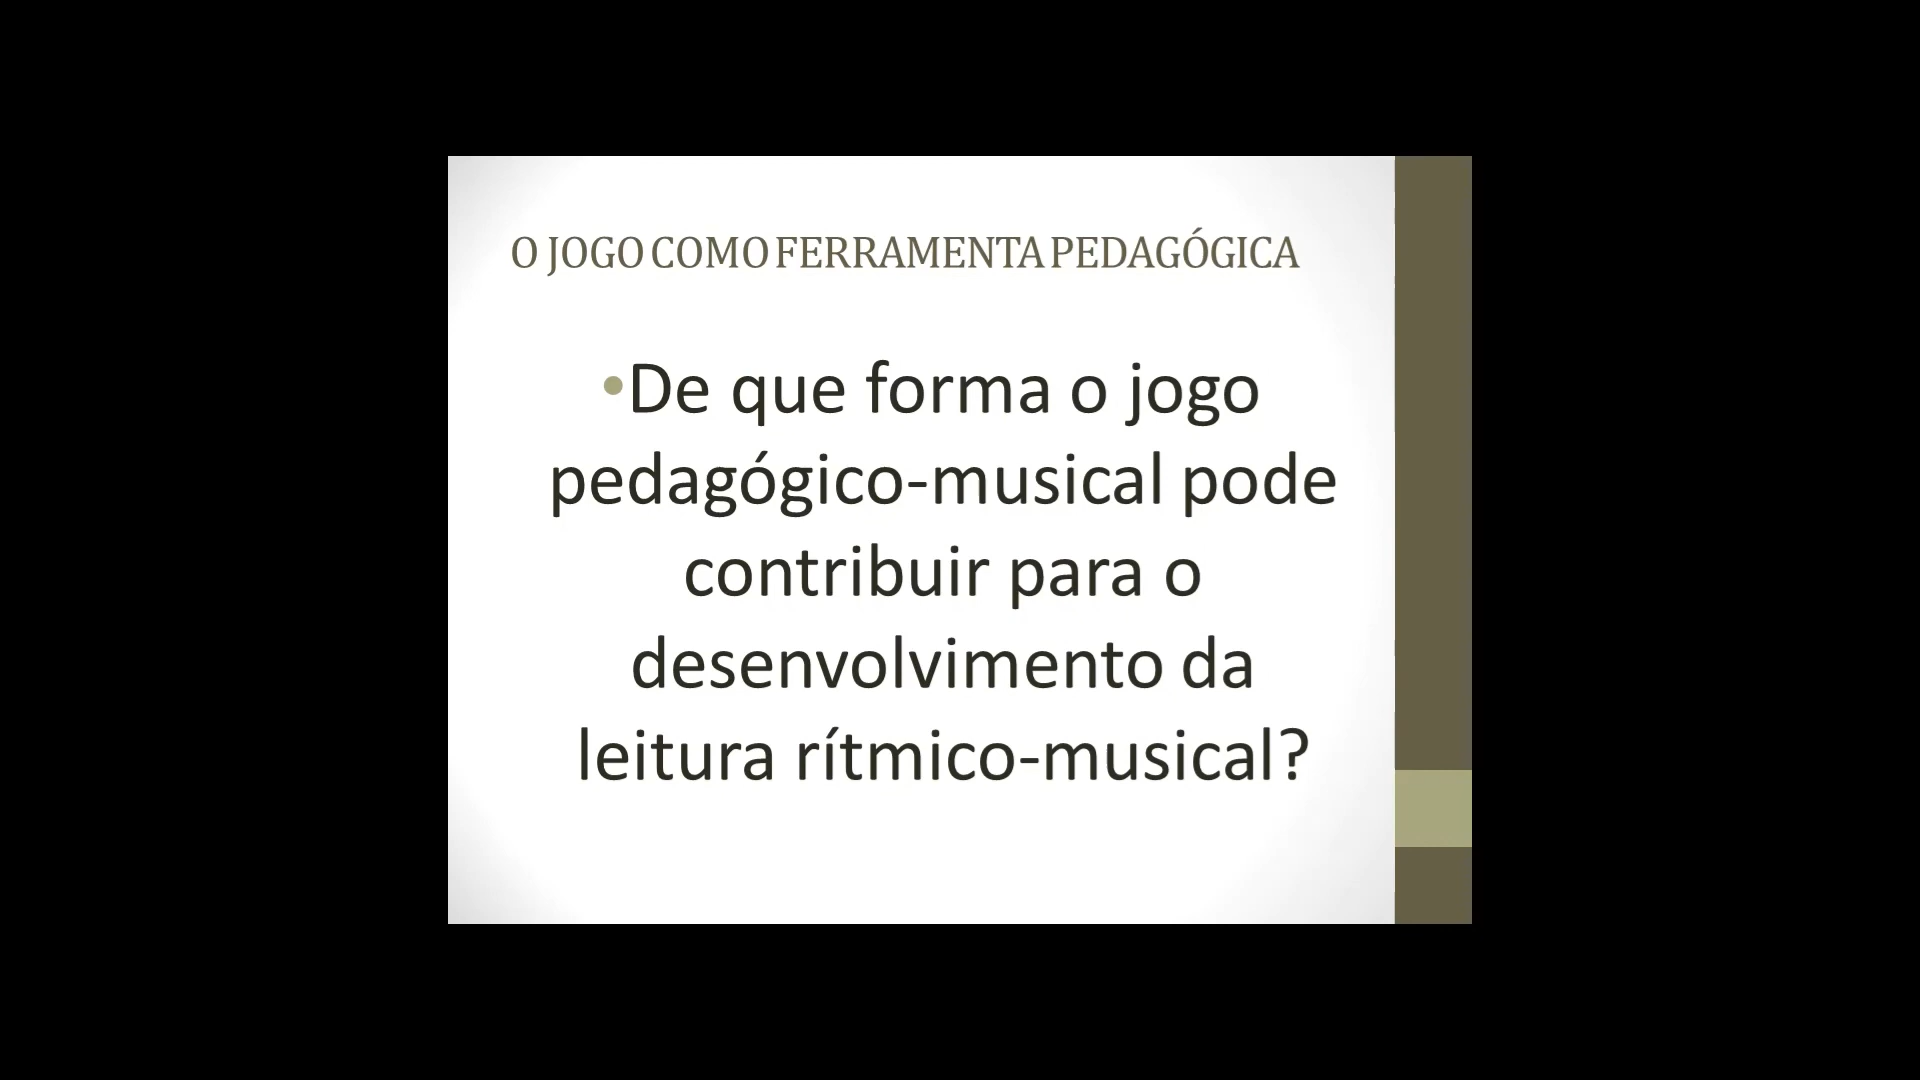 O JOGO COMO FERRAMENTA PEDAGÓGICA
•De que forma o jogo
pedagógico-musical pode
contribuir para o
desenvolvimento da
leitura rítmico-musical?